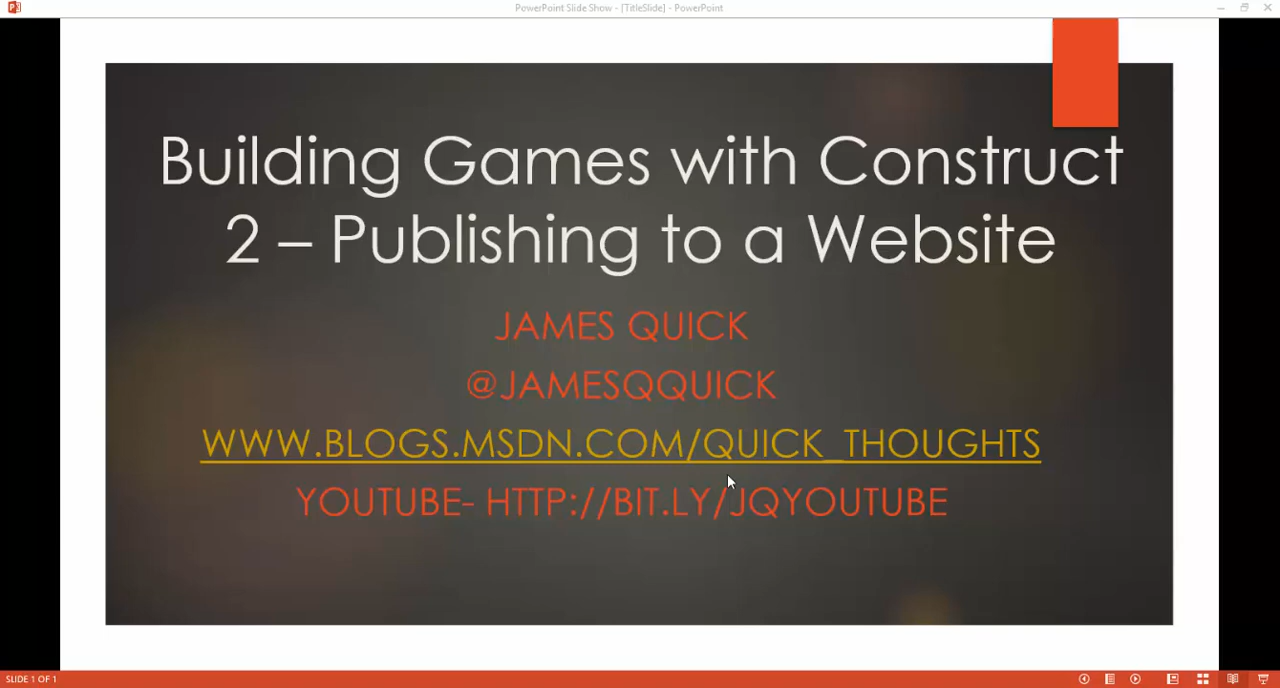 PowerPoint Slide Show - [TitleSlide] - PowerPoint
Building Games with Construct
2 – Publishing to a Website
JAMES QUICK
@JAMESQQUICK
WWW.BLOGS.MSDN.COM/QUICK_THOUGHTS
YOUTUBE- HTTP://BIT.LY/JQYOUTUBE
SLIDE 1 OF 1